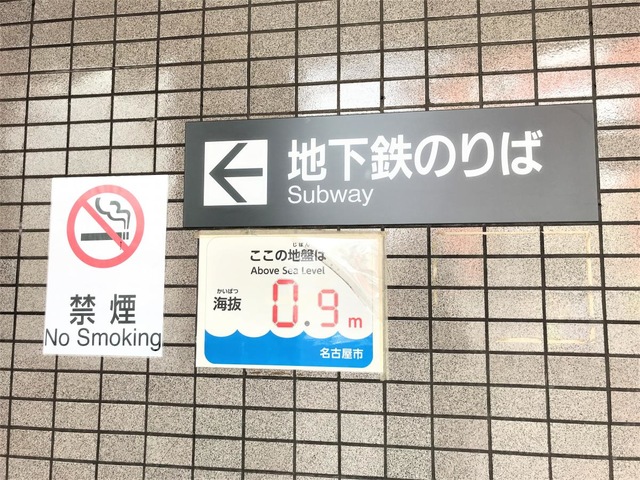 地下鉄のりば
Subway
禁煙
No Smoking
じばん
ここの地盤は
Above Sea Level
かいばつ
海抜 0.9m
名古屋市